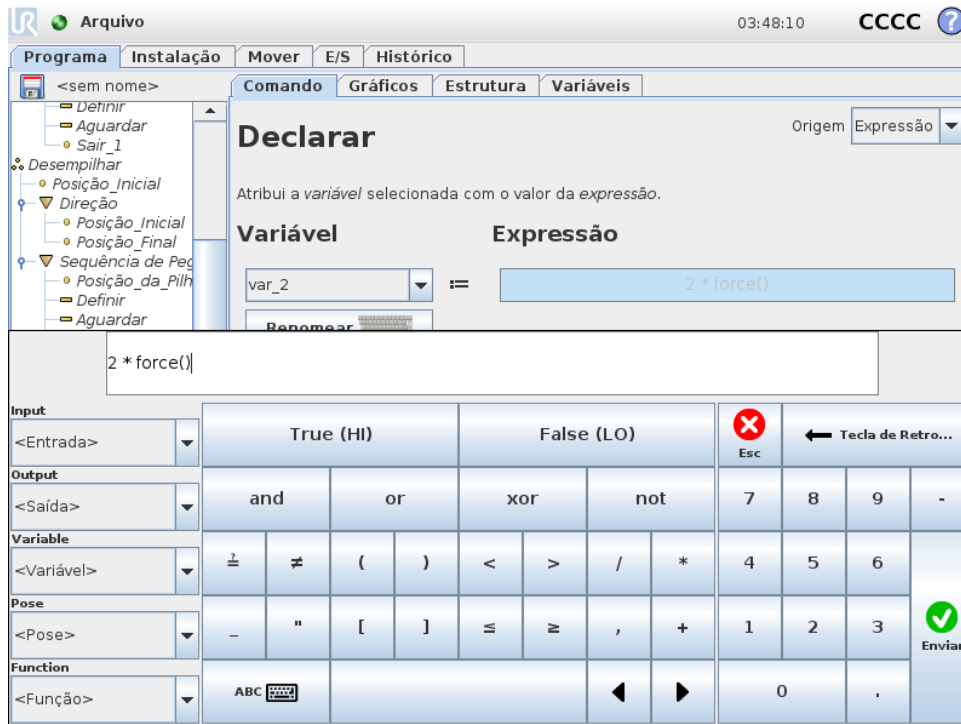 UR Arquivo 03:48:10 CCCC ?
Programa Instalação Mover E/S Histórico
<sem nome> Comando Gráficos Estrutura Variáveis
Definir
Aguardar
Sair_1
Desempilhar
Posição_Inicial
Direção
Posição_Inicial
Posição_Final
Sequência de Peg
Posição_da_Pilh
Definir
Aguardar
Declarar
Origem Expressão
Atribui a variável selecionada com o valor da expressão.
Variável Expressão
var_2 := 2 * force()
Renomear
2 * force()
Input
<Entrada> True (HI) False (LO) Esc Tecla de Retro...
Output
<Saída> and or xor not 7 8 9 -
Variable
<Variável> ≟ ≠ ( ) < > / * 4 5 6
Pose
<Pose> _ " [ ] ≤ ≥ , + 1 2 3 Enviar
Function
<Função> ABC 0 .